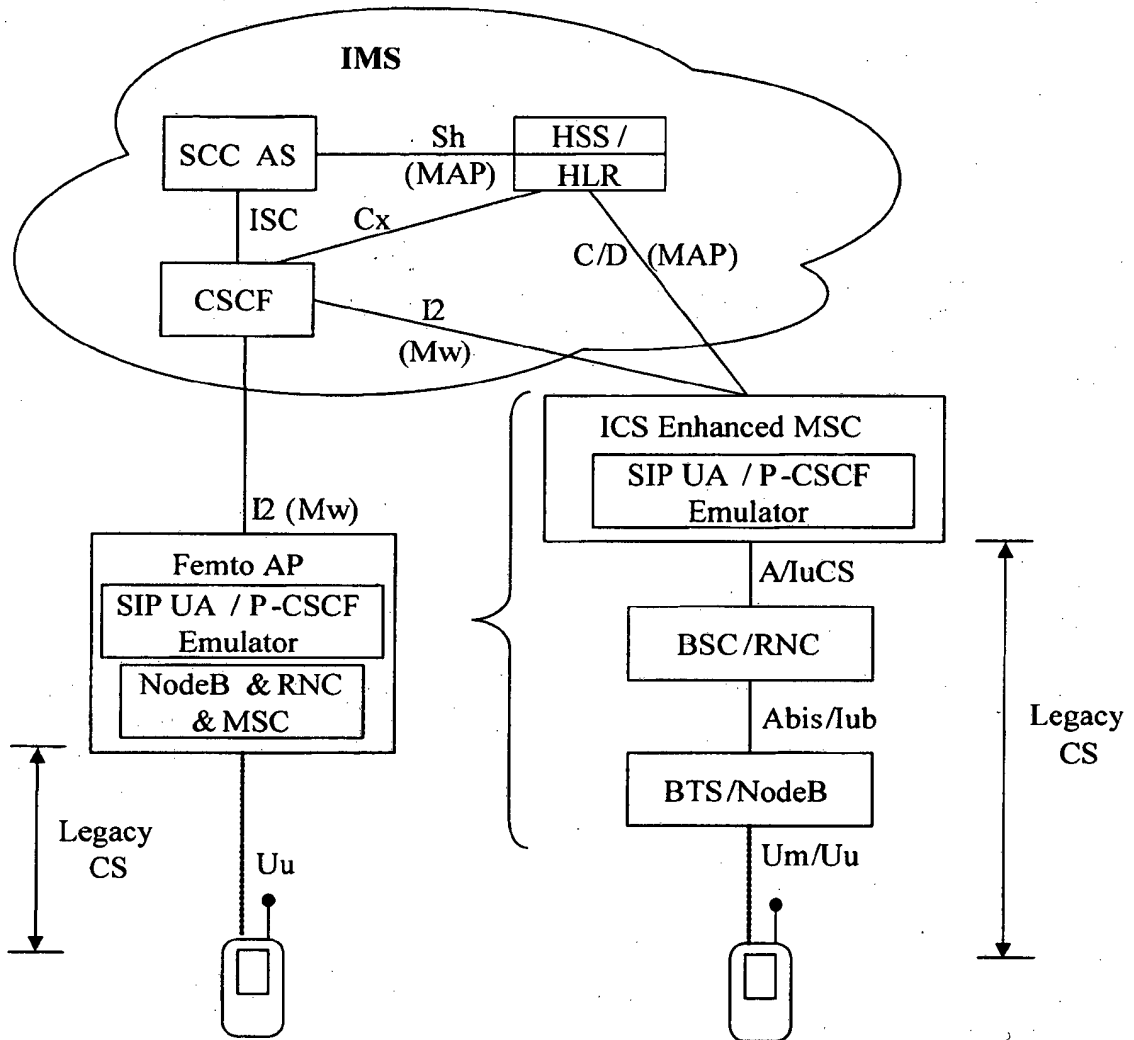 IMS
SCC AS
Sh
(MAP)
HSS /
HLR
ISC
Cx
C/D (MAP)
CSCF
I2
(Mw)
I2 (Mw)
ICS Enhanced MSC
SIP UA / P-CSCF
Emulator
Femto AP
SIP UA / P-CSCF
Emulator
NodeB & RNC
& MSC
A/IuCS
BSC/RNC
Abis/Iub
BTS/NodeB
Um/Uu
Legacy
CS
Uu
Legacy
CS